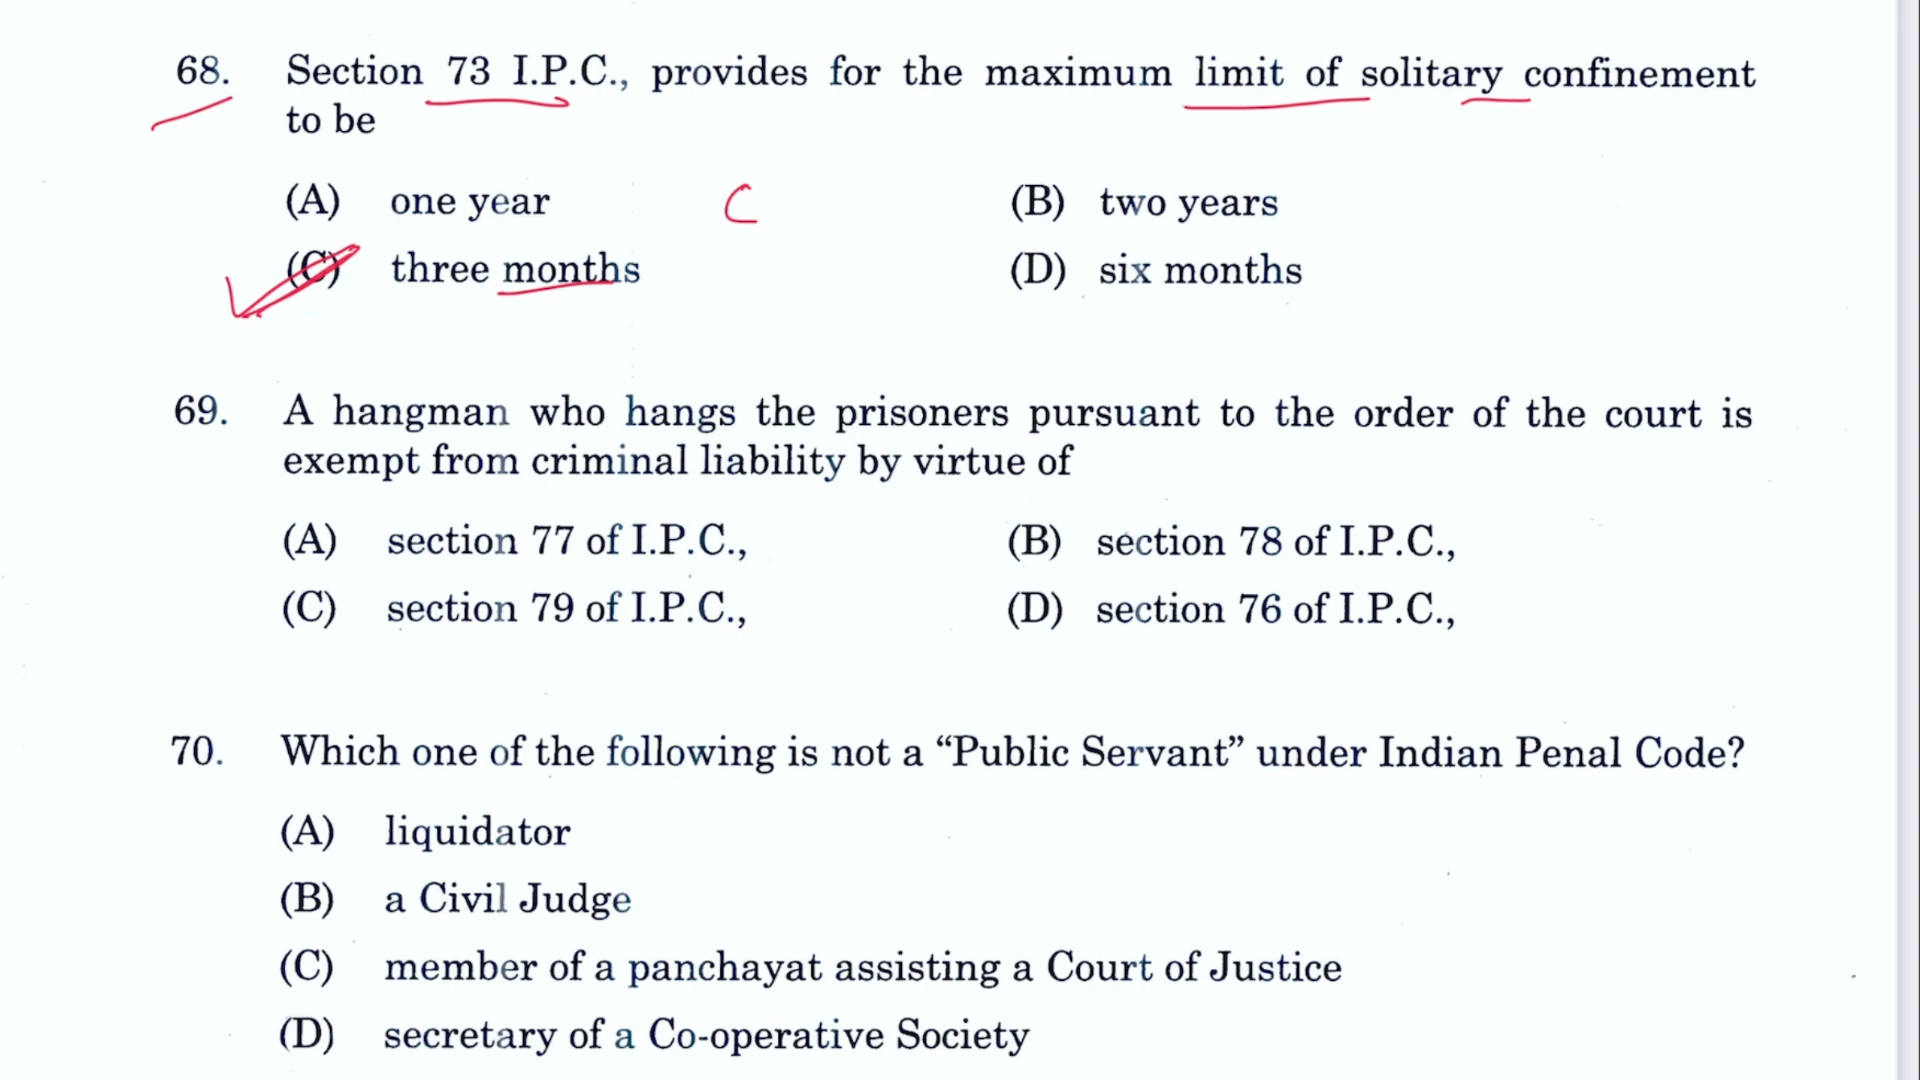 68. Section 73 I.P.C., provides for the maximum limit of solitary confinement
to be
(A) one year C (B) two years
(C) three months (D) six months
69. A hangman who hangs the prisoners pursuant to the order of the court is
exempt from criminal liability by virtue of
(A) section 77 of I.P.C., (B) section 78 of I.P.C.,
(C) section 79 of I.P.C., (D) section 76 of I.P.C.,
70. Which one of the following is not a “Public Servant” under Indian Penal Code?
(A) liquidator
(B) a Civil Judge
(C) member of a panchayat assisting a Court of Justice
(D) secretary of a Co-operative Society